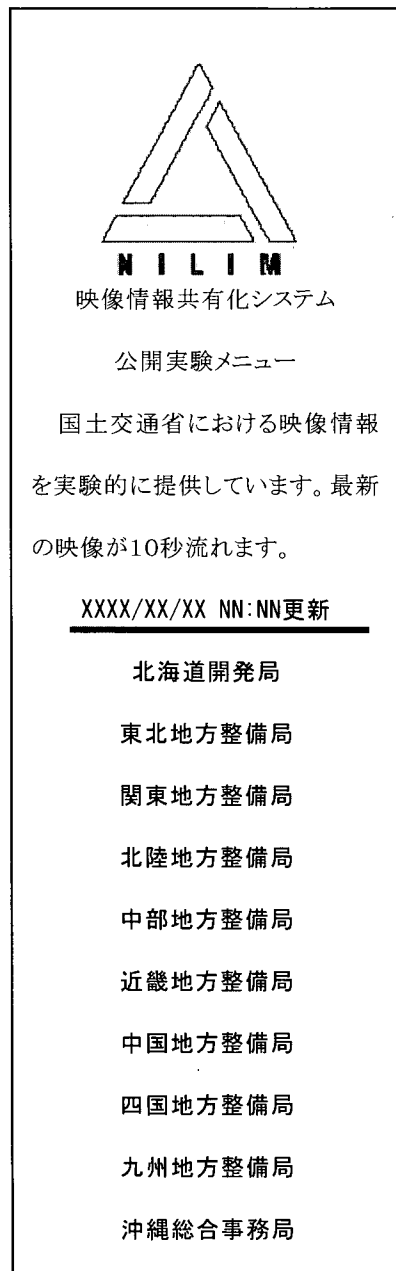 NILIM
映像情報共有化システム
公開実験メニュー
国土交通省における映像情報
を実験的に提供しています。最新
の映像が10秒流れます。
XXXX/XX/XX NN:NN更新
北海道開発局
東北地方整備局
関東地方整備局
北陸地方整備局
中部地方整備局
近畿地方整備局
中国地方整備局
四国地方整備局
九州地方整備局
沖縄総合事務局